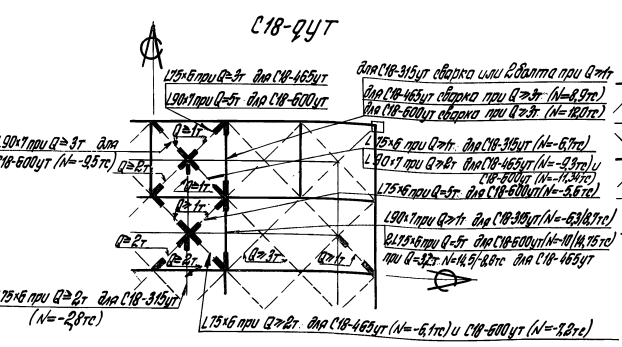 С18-qут
L75×6 при Q=3т для С18-465ут
L90×7 при Q=5т для С18-600ут
для С18-315ут сварка или 2 болта при Q⩾1т
для С18-465ут сварка при Q⩾3т (N=8,9тс)
для С18-600ут сварка при Q⩾3т (N=12,0тс)
L90×7 при Q⩾3т для
С18-600ут (N=-9,5тс)
Q⩾1т
Q⩾2т
Q⩾1т
L75×6 при Q⩾1т для С18-315ут (N=-6,7тс)
L90×7 при Q⩾2т для С18-465ут (N=-9,3тс) и
С18-600ут (N=-11,34тс)
L75×6 при Q=5т для С18-600ут (N=-5,6тс)
L90×7 при Q⩾1т для С18-315ут (N=-6,3/8,7тс)
2L75×6 при Q=5т для С18-600ут (N=-10/14,75тс)
при Q=3,2т N=14,5/-8,8тс для С18-465ут
Q⩾2т
Q⩾2т
Q⩾3т
Q⩾1т
L75×6 при Q⩾2т для С18-315ут
(N=-2,8тс)
L75×6 при Q⩾2т для С18-465ут (N=-6,1тс) и С18-600ут (N=-7,2тс)